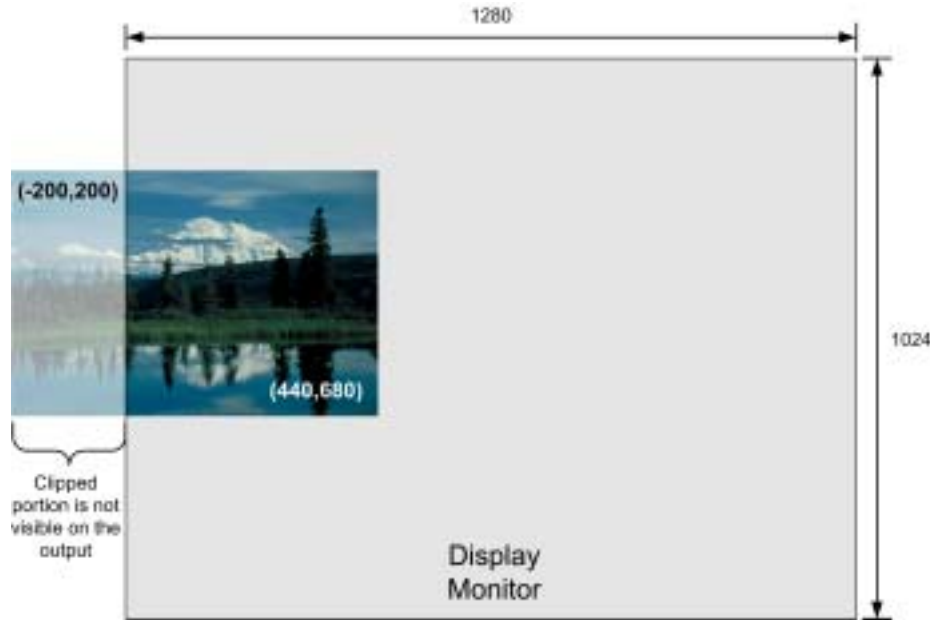 1280
(-200,200)
1024
(440,680)
Clipped
portion is not
visible on the
output
Display
Monitor